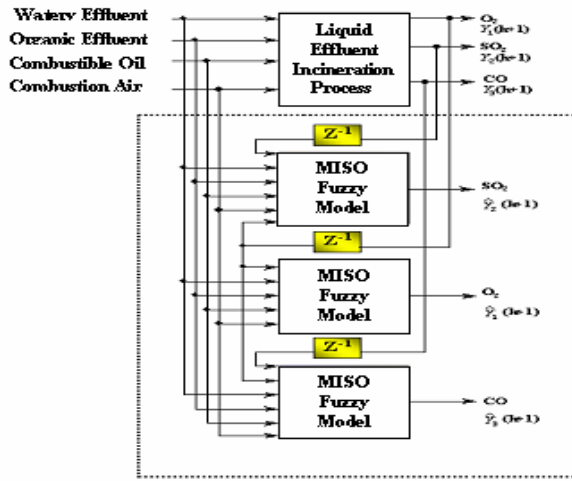 Watery Effluent
Orcanic Effluent
Combustible Oil
Combustion Air
Liquid
Effluent
Incineration
Process
O₂
Y₁(k+1)
SO₂
Y₂(k+1)
CO
Y₃(k+1)
Z⁻¹
MISO
Fuzzy
Model
SO₂
ŷ₂ (k+1)
Z⁻¹
MISO
Fuzzy
Model
O₂
ŷ₁ (k+1)
Z⁻¹
MISO
Fuzzy
Model
CO
ŷ₃ (k+1)